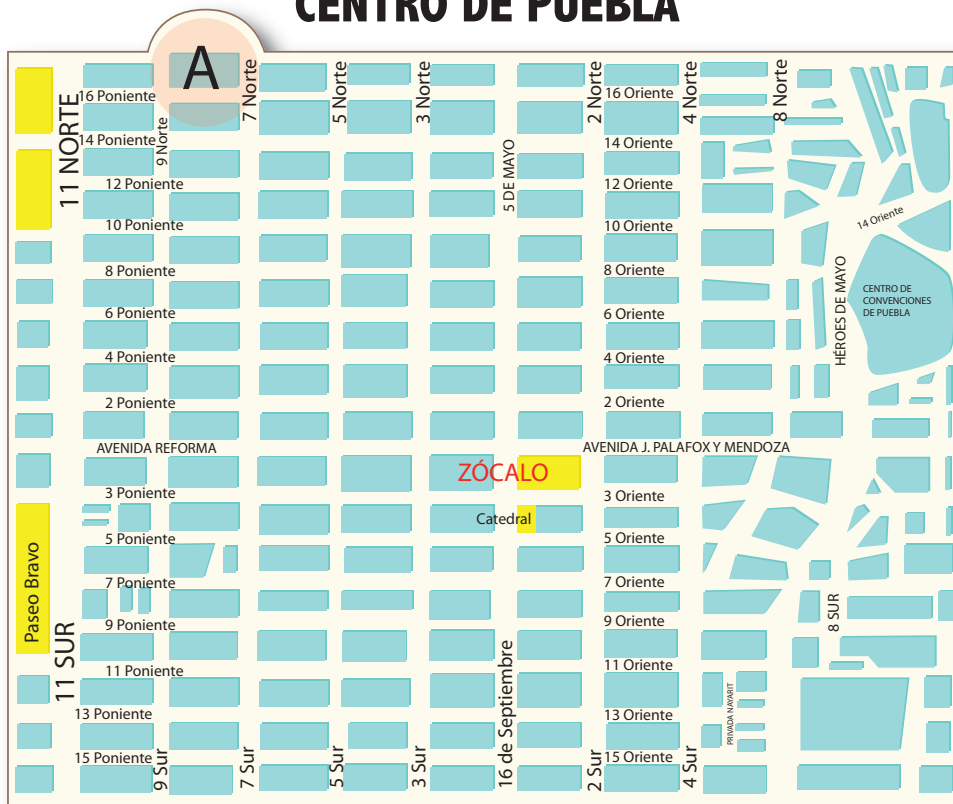 CENTRO DE PUEBLA
A
11 NORTE
9 Norte
7 Norte
5 Norte
3 Norte
5 DE MAYO
2 Norte
4 Norte
8 Norte
16 Poniente
16 Oriente
14 Poniente
14 Oriente
12 Poniente
12 Oriente
10 Poniente
10 Oriente
14 Oriente
8 Poniente
8 Oriente
HÉROES DE MAYO
CENTRO DE
CONVENCIONES
DE PUEBLA
6 Poniente
6 Oriente
4 Poniente
4 Oriente
2 Poniente
2 Oriente
AVENIDA REFORMA
AVENIDA J. PALAFOX Y MENDOZA
ZÓCALO
3 Poniente
3 Oriente
Catedral
5 Poniente
5 Oriente
Paseo Bravo
7 Poniente
7 Oriente
9 Poniente
9 Oriente
8 SUR
11 SUR
11 Poniente
11 Oriente
16 de Septiembre
PRIVADA NAYARIT
13 Poniente
13 Oriente
15 Poniente
15 Oriente
9 Sur
7 Sur
5 Sur
3 Sur
2 Sur
4 Sur